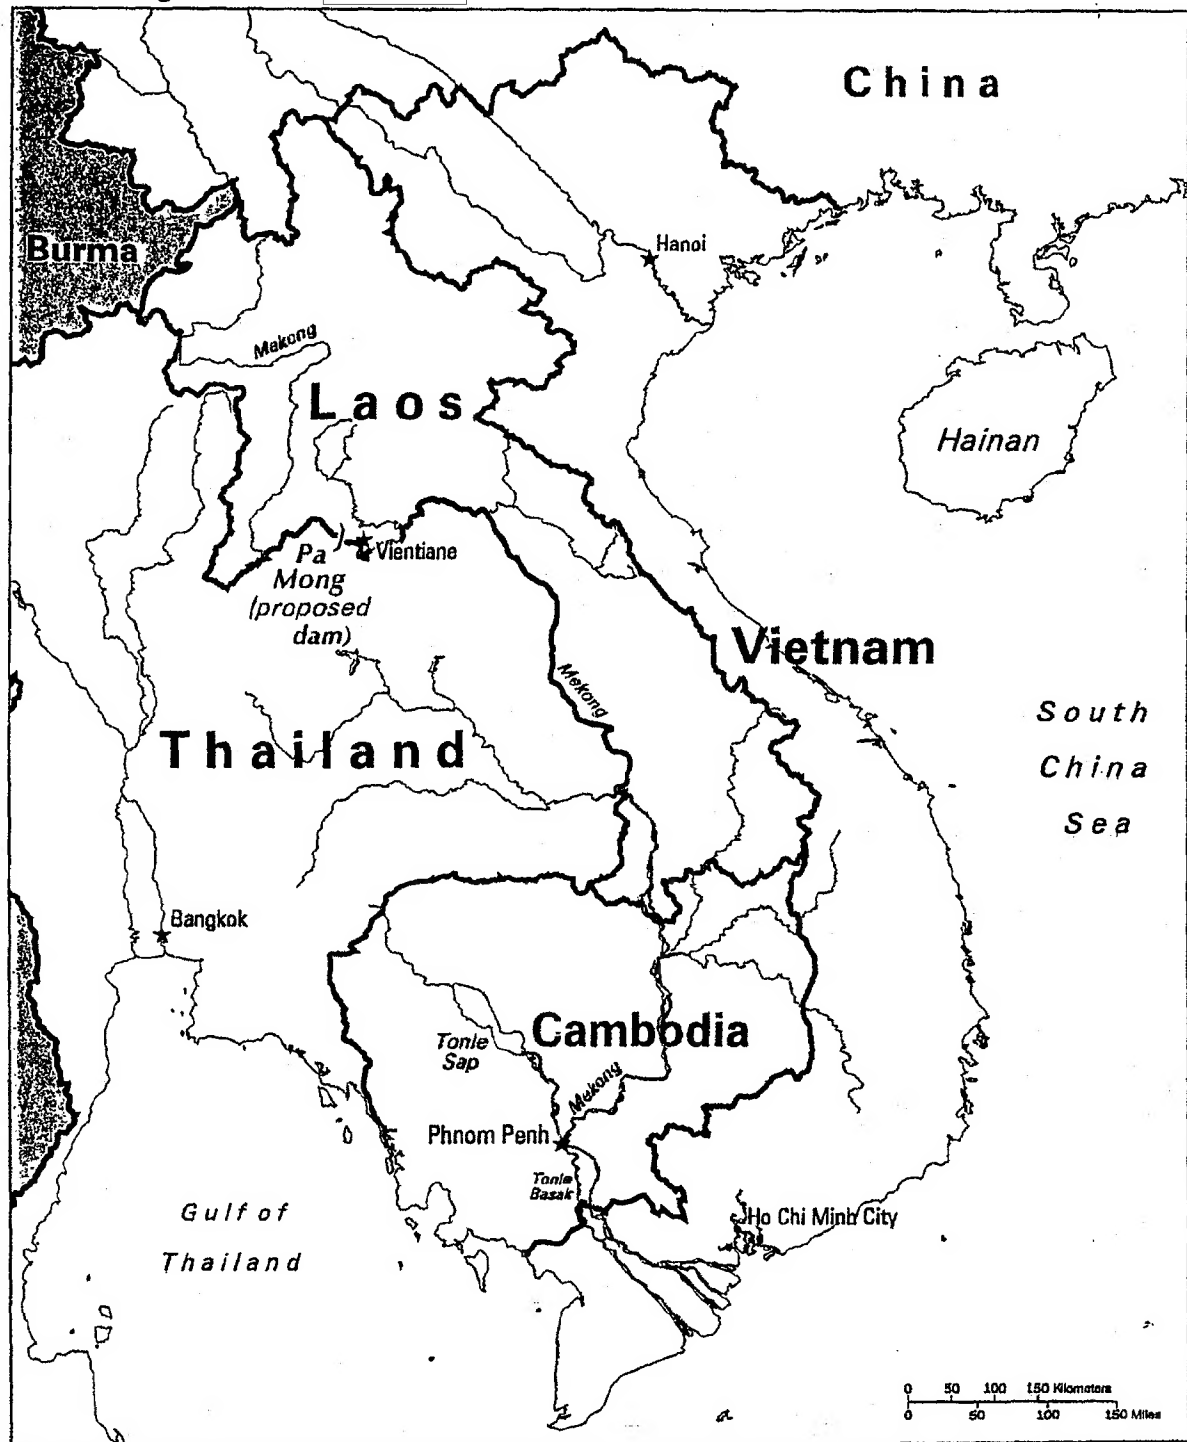 China
Burma
Hanoi
Mekong
Laos
Hainan
Pa
Mong
(proposed
dam)
Vientiane
Vietnam
Mekong
South
China
Sea
Thailand
Bangkok
Cambodia
Tonle
Sap
Mekong
Phnom Penh
Tonle
Basak
Gulf of
Thailand
Ho Chi Minh City
0 50 100 150 Kilometers
0 50 100 150 Miles